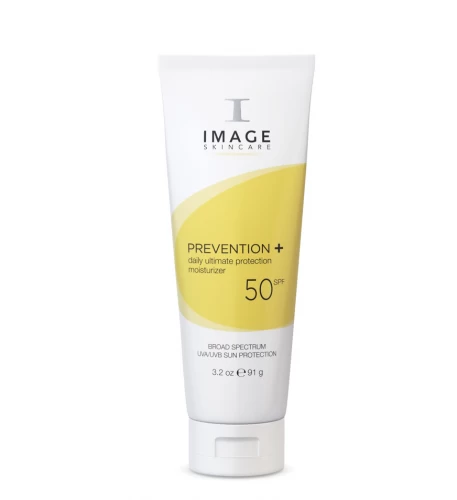 I
IMAGE
SKINCARE
PREVENTION +
daily ultimate protection
moisturizer
50 SPF
BROAD SPECTRUM
UVA/UVB SUN PROTECTION
3.2 oz ℮ 91 g